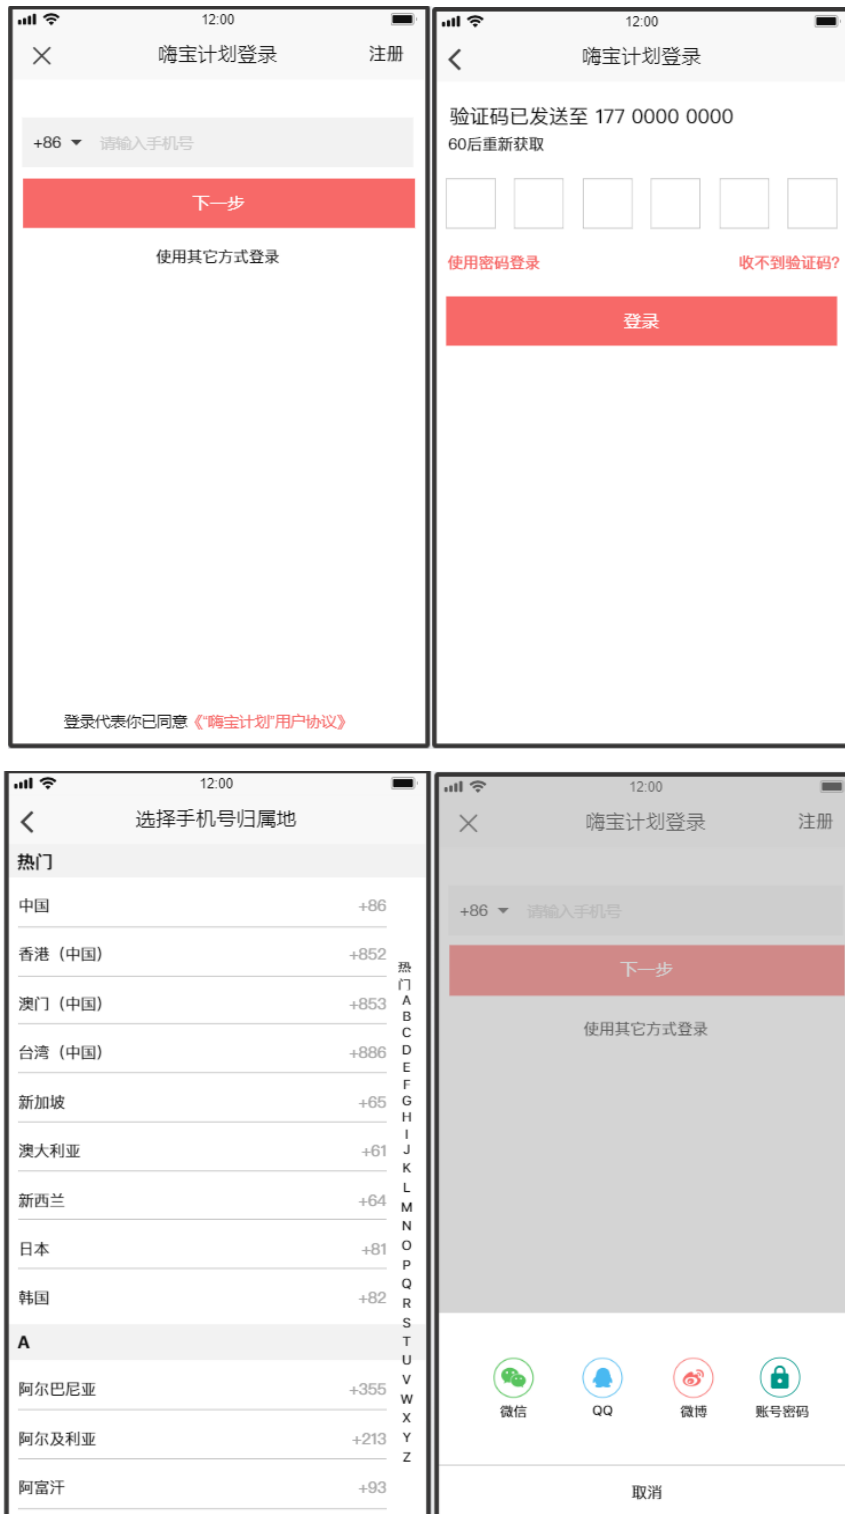 12:00
嗨宝计划登录 注册
+86 请输入手机号
下一步
使用其它方式登录
登录代表你已同意《“嗨宝计划”用户协议》
12:00
嗨宝计划登录
验证码已发送至 177 0000 0000
60后重新获取
使用密码登录 收不到验证码?
登录
12:00
选择手机号归属地
热门
中国 +86
香港（中国） +852
澳门（中国） +853
台湾（中国） +886
新加坡 +65
澳大利亚 +61
新西兰 +64
日本 +81
韩国 +82
A
阿尔巴尼亚 +355
阿尔及利亚 +213
阿富汗 +93
热
门
A
B
C
D
E
F
G
H
I
J
K
L
M
N
O
P
Q
R
S
T
U
V
W
X
Y
Z
12:00
嗨宝计划登录 注册
+86 请输入手机号
下一步
使用其它方式登录
微信 QQ 微博 账号密码
取消